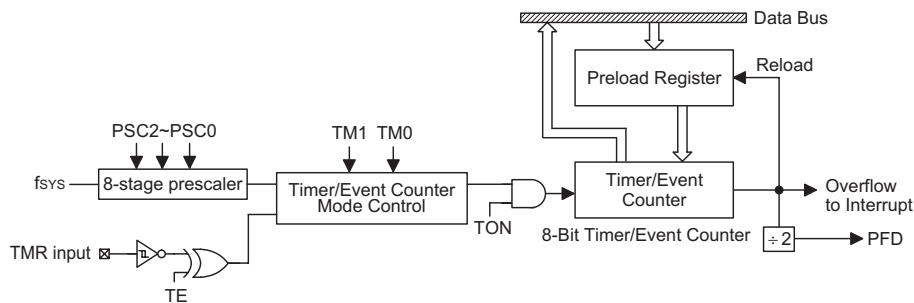 Data Bus
Preload Register
Reload
PSC2~PSC0
TM1 TM0
fSYS
8-stage prescaler
Timer/Event Counter
Mode Control
TON
Timer/Event
Counter
8-Bit Timer/Event Counter
Overflow
to Interrupt
÷2
PFD
TMR input
TE